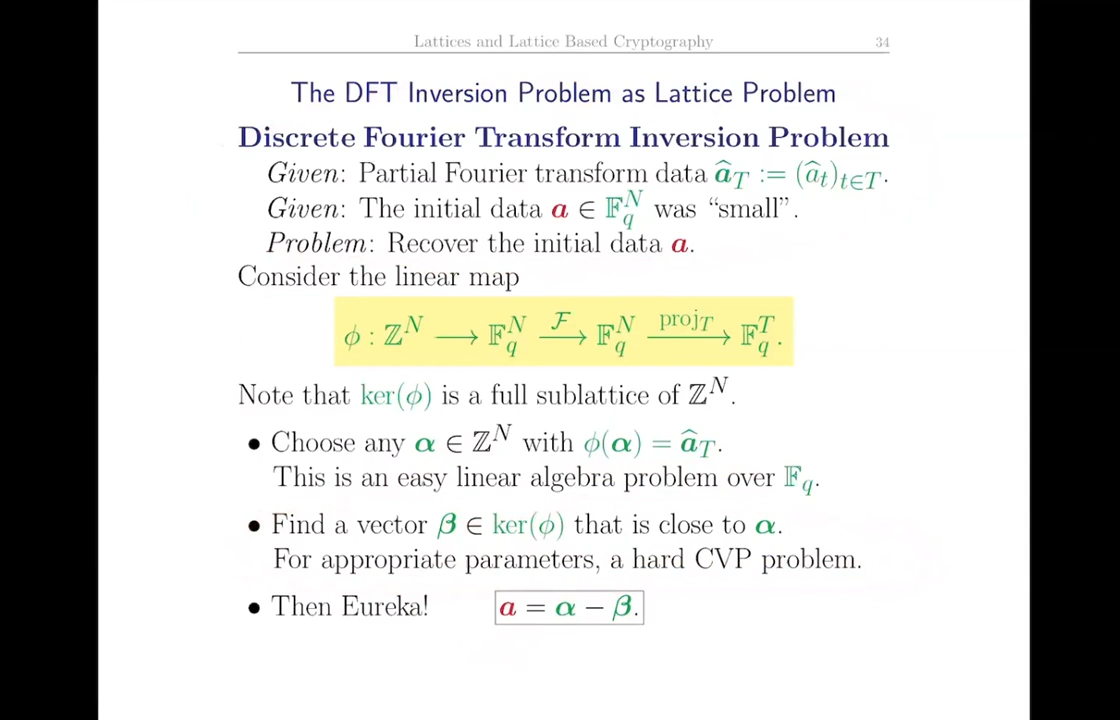 Lattices and Lattice Based Cryptography 34
The DFT Inversion Problem as Lattice Problem
Discrete Fourier Transform Inversion Problem
Given: Partial Fourier transform data â_T := (â_t)_{t∈T}.
Given: The initial data a ∈ 𝔽_q^N was “small”.
Problem: Recover the initial data a.
Consider the linear map
ϕ : ℤ^N ⟶ 𝔽_q^N —ℱ→ 𝔽_q^N —proj_T→ 𝔽_q^T.
Note that ker(ϕ) is a full sublattice of ℤ^N.
• Choose any α ∈ ℤ^N with ϕ(α) = â_T.
This is an easy linear algebra problem over 𝔽_q.
• Find a vector β ∈ ker(ϕ) that is close to α.
For appropriate parameters, a hard CVP problem.
• Then Eureka! a = α − β.